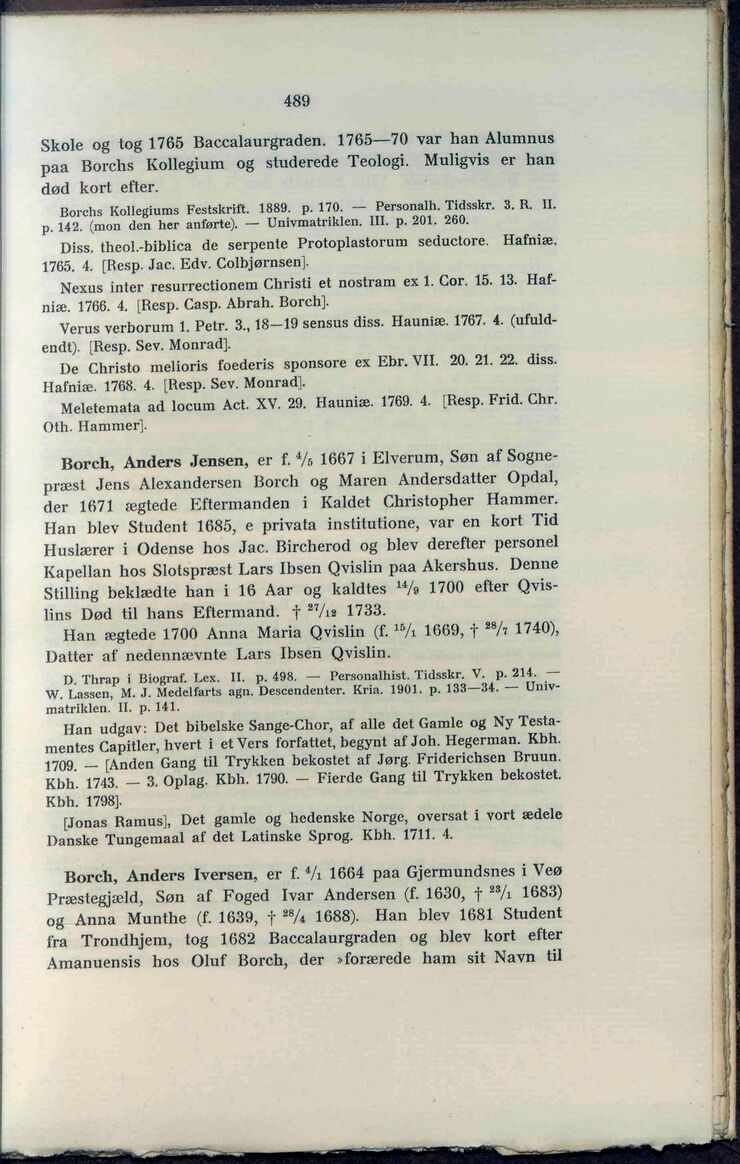 489
Skole og tog 1765 Baccalaurgraden. 1765—70 var han Alumnus
paa Borchs Kollegium og studerede Teologi. Muligvis er han
død kort efter.
Borchs Kollegiums Festskrift. 1889. p. 170. — Personalh. Tidsskr. 3. R. II.
p. 142. (mon den her anførte). — Univmatriklen. III. p. 201. 260.
Diss. theol.-biblica de serpente Protoplastorum seductore. Hafniæ.
1765. 4. [Resp. Jac. Edv. Colbjørnsen].
Nexus inter resurrectionem Christi et nostram ex 1. Cor. 15. 13. Haf-
niæ. 1766. 4. [Resp. Casp. Abrah. Borch].
Verus verborum 1. Petr. 3., 18—19 sensus diss. Hauniæ. 1767. 4. (ufuld-
endt). [Resp. Sev. Monrad].
De Christo melioris foederis sponsore ex Ebr. VII. 20. 21. 22. diss.
Hafniæ. 1768. 4. [Resp. Sev. Monrad].
Meletemata ad locum Act. XV. 29. Hauniæ. 1769. 4. [Resp. Frid. Chr.
Oth. Hammer].
Borch, Anders Jensen, er f. ⁴/₅ 1667 i Elverum, Søn af Sogne-
præst Jens Alexandersen Borch og Maren Andersdatter Opdal,
der 1671 ægtede Eftermanden i Kaldet Christopher Hammer.
Han blev Student 1685, e privata institutione, var en kort Tid
Huslærer i Odense hos Jac. Bircherod og blev derefter personel
Kapellan hos Slotspræst Lars Ibsen Qvislin paa Akershus. Denne
Stilling beklædte han i 16 Aar og kaldtes ¹⁴/₉ 1700 efter Qvis-
lins Død til hans Eftermand. † ²⁷/₁₂ 1733.
Han ægtede 1700 Anna Maria Qvislin (f. ¹⁵/₁ 1669, † ²⁸/₇ 1740),
Datter af nedennævnte Lars Ibsen Qvislin.
D. Thrap i Biograf. Lex. II. p. 498. — Personalhist. Tidsskr. V. p. 214. —
W. Lassen, M. J. Medelfarts agn. Descendenter. Kria. 1901. p. 133—34. — Univ-
matriklen. II. p. 141.
Han udgav: Det bibelske Sange-Chor, af alle det Gamle og Ny Testa-
mentes Capitler, hvert i et Vers forfattet, begynt af Joh. Hegerman. Kbh.
1709. — [Anden Gang til Trykken bekostet af Jørg. Friderichsen Bruun.
Kbh. 1743. — 3. Oplag. Kbh. 1790. — Fierde Gang til Trykken bekostet.
Kbh. 1798].
[Jonas Ramus], Det gamle og hedenske Norge, oversat i vort ædele
Danske Tungemaal af det Latinske Sprog. Kbh. 1711. 4.
Borch, Anders Iversen, er f. ⁴/₁ 1664 paa Gjermundsnes i Veø
Præstegjæld, Søn af Foged Ivar Andersen (f. 1630, † ²³/₁ 1683)
og Anna Munthe (f. 1639, † ²⁸/₄ 1688). Han blev 1681 Student
fra Trondhjem, tog 1682 Baccalaurgraden og blev kort efter
Amanuensis hos Oluf Borch, der »forærede ham sit Navn til